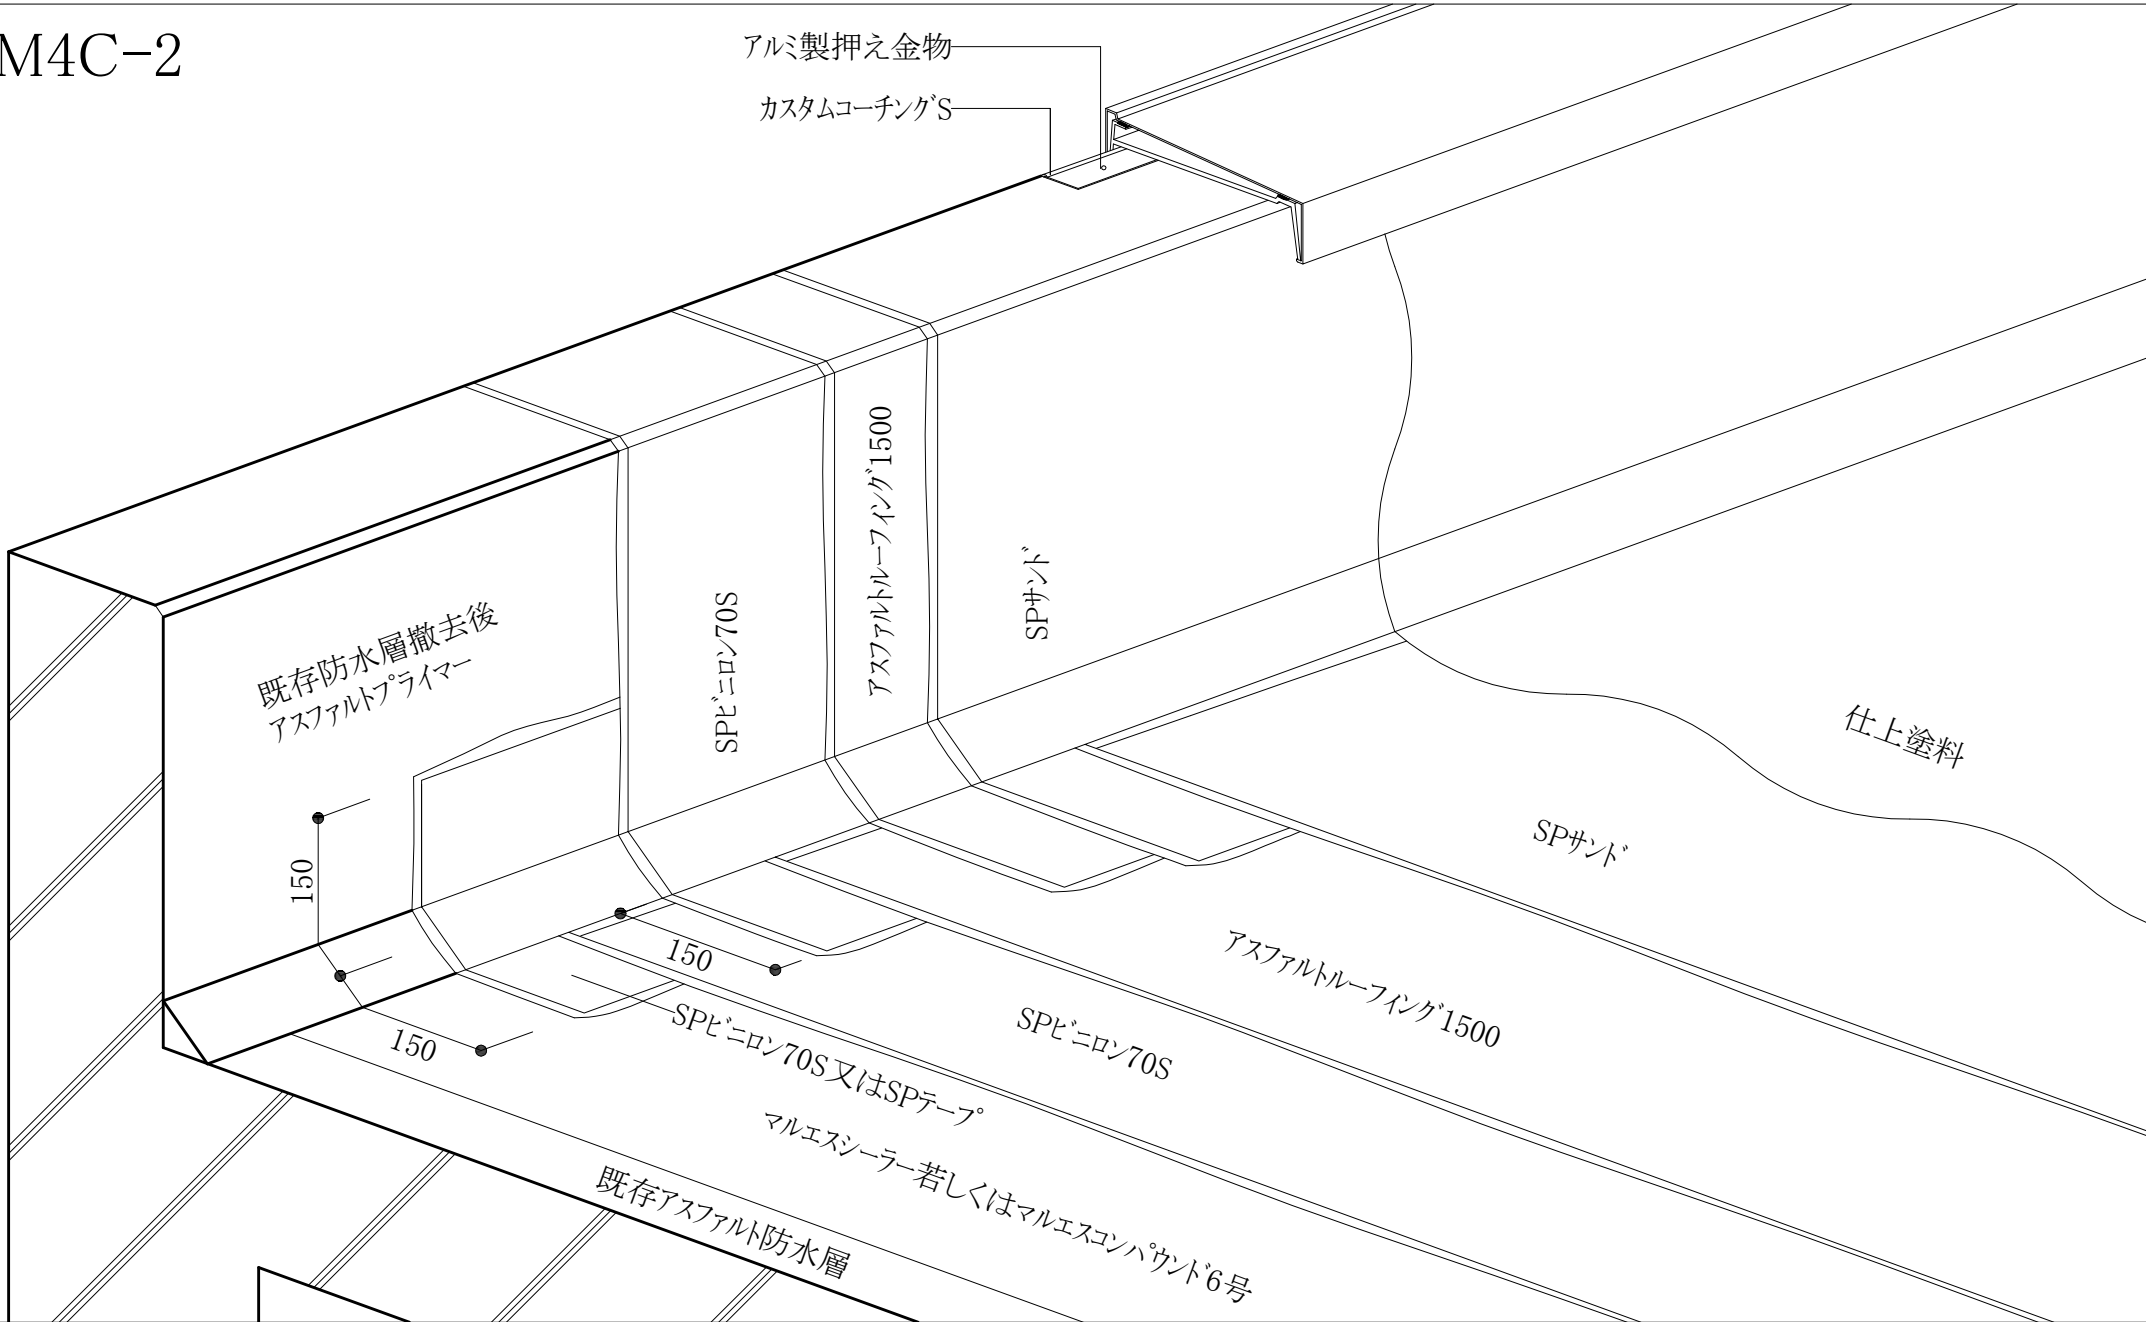 M4C-2
アルミ製押え金物
カスタムコーチングS
既存防水層撤去後
アスファルトプライマー
SPビニロン70S
アスファルトルーフィング1500
SPサンド
仕上塗料
SPサンド
アスファルトルーフィング1500
SPビニロン70S
150
150
150
SPビニロン70S又はSPテープ
マルエスシーラー若しくはマルエスコンパウンド6号
既存アスファルト防水層